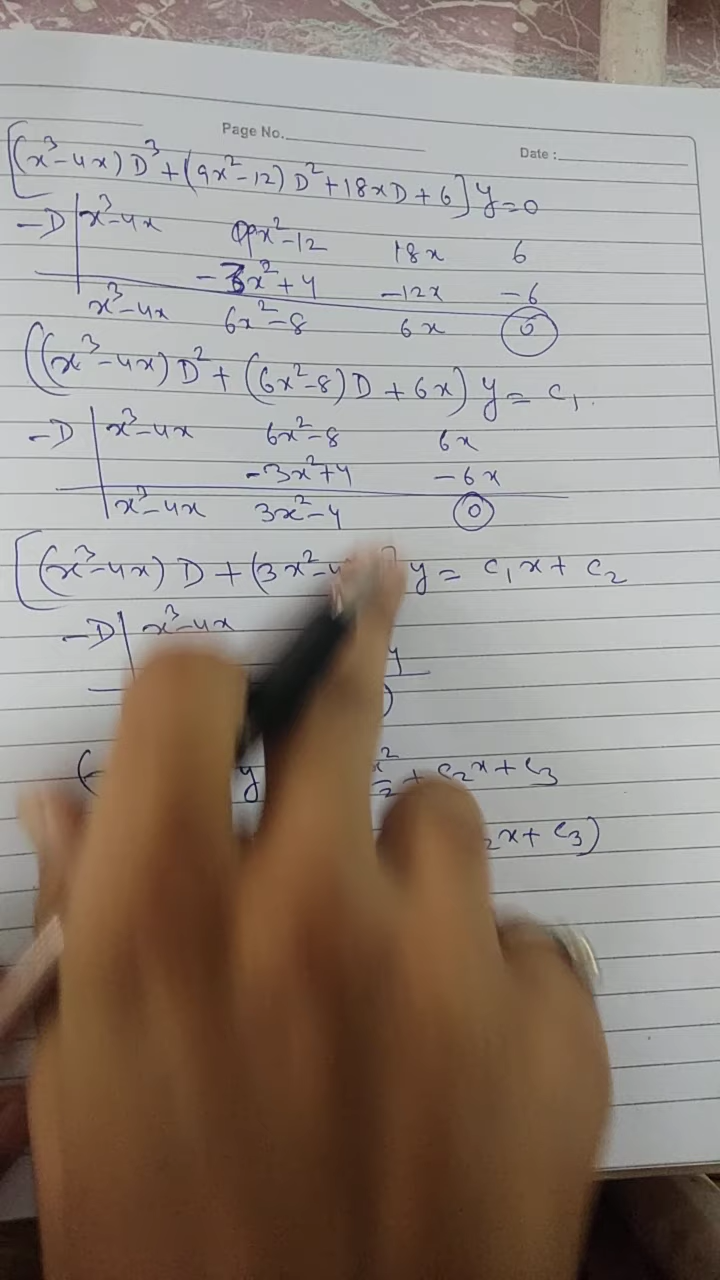 Page No. Date :
[(x³-4x) D³+(9x²-12) D²+18xD+6] y=0
-D | x³-4x 9x²-12 18x 6
-3x²+4 -12x -6
x³-4x 6x²-8 6x 0
((x³-4x) D²+(6x²-8) D+6x) y = c₁.
-D | x³-4x 6x²-8 6x
-3x²+4 -6x
x³-4x 3x²-4 0
[(x³-4x) D+(3x²- y = c₁x+c₂
-D | x³-4x
y
)
( y x²/2 + c₂x+c₃
₂x+c₃)